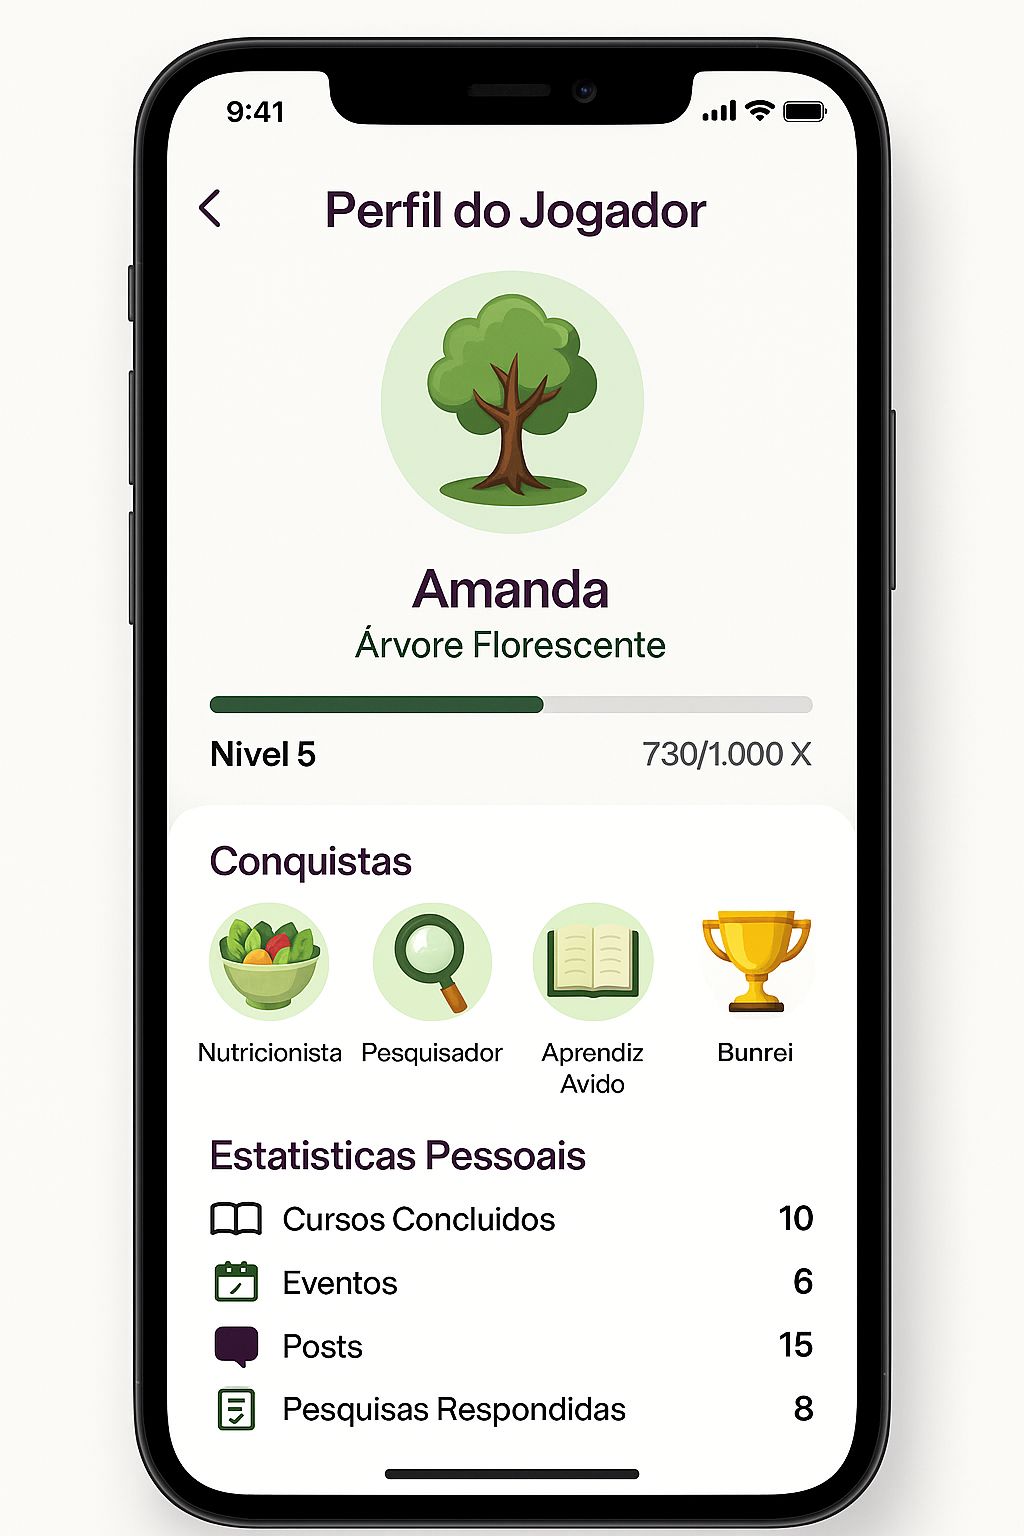 9:41
Perfil do Jogador
Amanda
Árvore Florescente
Nivel 5 730/1.000 X
Conquistas
Nutricionista Pesquisador Aprendiz Bunrei
Avido
Estatisticas Pessoais
Cursos Concluidos 10
Eventos 6
Posts 15
Pesquisas Respondidas 8